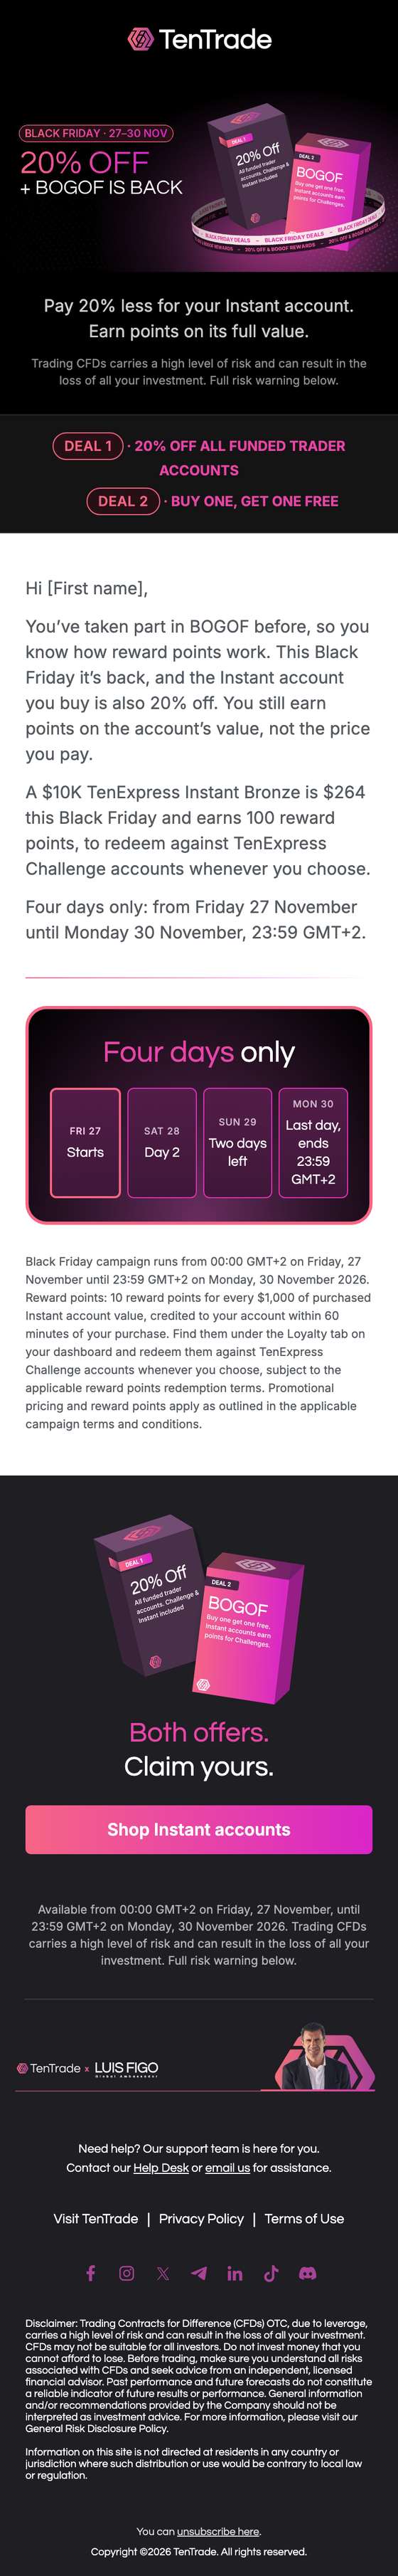 TenTrade
BLACK FRIDAY · 27–30 NOV
20% OFF
+ BOGOF IS BACK
DEAL 1
20% Off
All funded trader
accounts. Challenge &
Instant included
DEAL 2
BOGOF
Buy one get one free.
Instant accounts earn
points for Challenges.
Pay 20% less for your Instant account.
Earn points on its full value.
Trading CFDs carries a high level of risk and can result in the
loss of all your investment. Full risk warning below.
DEAL 1 · 20% OFF ALL FUNDED TRADER
ACCOUNTS
DEAL 2 · BUY ONE, GET ONE FREE
Hi [First name],
You’ve taken part in BOGOF before, so you
know how reward points work. This Black
Friday it’s back, and the Instant account
you buy is also 20% off. You still earn
points on the account’s value, not the price
you pay.
A $10K TenExpress Instant Bronze is $264
this Black Friday and earns 100 reward
points, to redeem against TenExpress
Challenge accounts whenever you choose.
Four days only: from Friday 27 November
until Monday 30 November, 23:59 GMT+2.
Four days only
FRI 27
Starts
SAT 28
Day 2
SUN 29
Two days
left
MON 30
Last day,
ends
23:59
GMT+2
Black Friday campaign runs from 00:00 GMT+2 on Friday, 27
November until 23:59 GMT+2 on Monday, 30 November 2026.
Reward points: 10 reward points for every $1,000 of purchased
Instant account value, credited to your account within 60
minutes of your purchase. Find them under the Loyalty tab on
your dashboard and redeem them against TenExpress
Challenge accounts whenever you choose, subject to the
applicable reward points redemption terms. Promotional
pricing and reward points apply as outlined in the applicable
campaign terms and conditions.
DEAL 1
20% Off
All funded trader
accounts. Challenge &
Instant included
DEAL 2
BOGOF
Buy one get one free.
Instant accounts earn
points for Challenges.
Both offers.
Claim yours.
Shop Instant accounts
Available from 00:00 GMT+2 on Friday, 27 November, until
23:59 GMT+2 on Monday, 30 November 2026. Trading CFDs
carries a high level of risk and can result in the loss of all your
investment. Full risk warning below.
TenTrade x LUIS FIGO
Global Ambassador
Need help? Our support team is here for you.
Contact our Help Desk or email us for assistance.
Visit TenTrade | Privacy Policy | Terms of Use
Disclaimer: Trading Contracts for Difference (CFDs) OTC, due to leverage,
carries a high level of risk and can result in the loss of all your investment.
CFDs may not be suitable for all investors. Do not invest money that you
cannot afford to lose. Before trading, make sure you understand all risks
associated with CFDs and seek advice from an independent, licensed
financial advisor. Past performance and future forecasts do not constitute
a reliable indicator of future results or performance. General information
and/or recommendations provided by the Company should not be
interpreted as investment advice. For more information, please visit our
General Risk Disclosure Policy.
Information on this site is not directed at residents in any country or
jurisdiction where such distribution or use would be contrary to local law
or regulation.
You can unsubscribe here.
Copyright ©2026 TenTrade. All rights reserved.